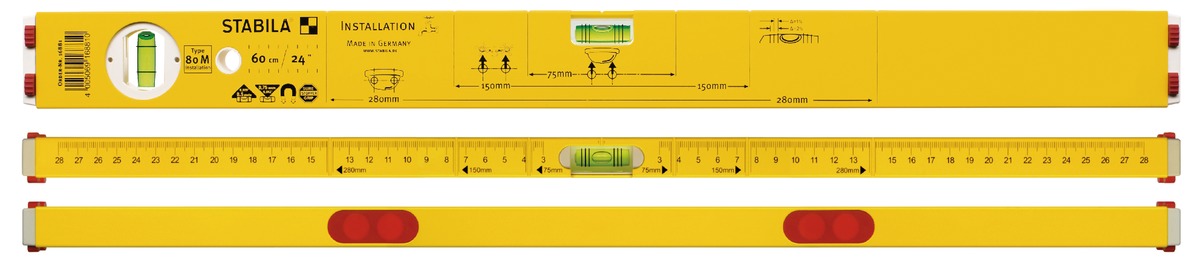 Order-Nr. 16881
4 005069 168810
Type
80 M
Installation
STABILA
60 cm / 24"
INSTALLATION
MADE IN GERMANY
WWW.STABILA.DE
75mm
150mm 150mm
280mm 280mm
28 27 26 25 24 23 22 21 20 19 18 17 16 15 13 12 11 10 9 8 7 6 5 4 3 3 4 5 6 7 8 9 10 11 12 13 15 16 17 18 19 20 21 22 23 24 25 26 27 28
280mm 150mm 75mm 75mm 150mm 280mm